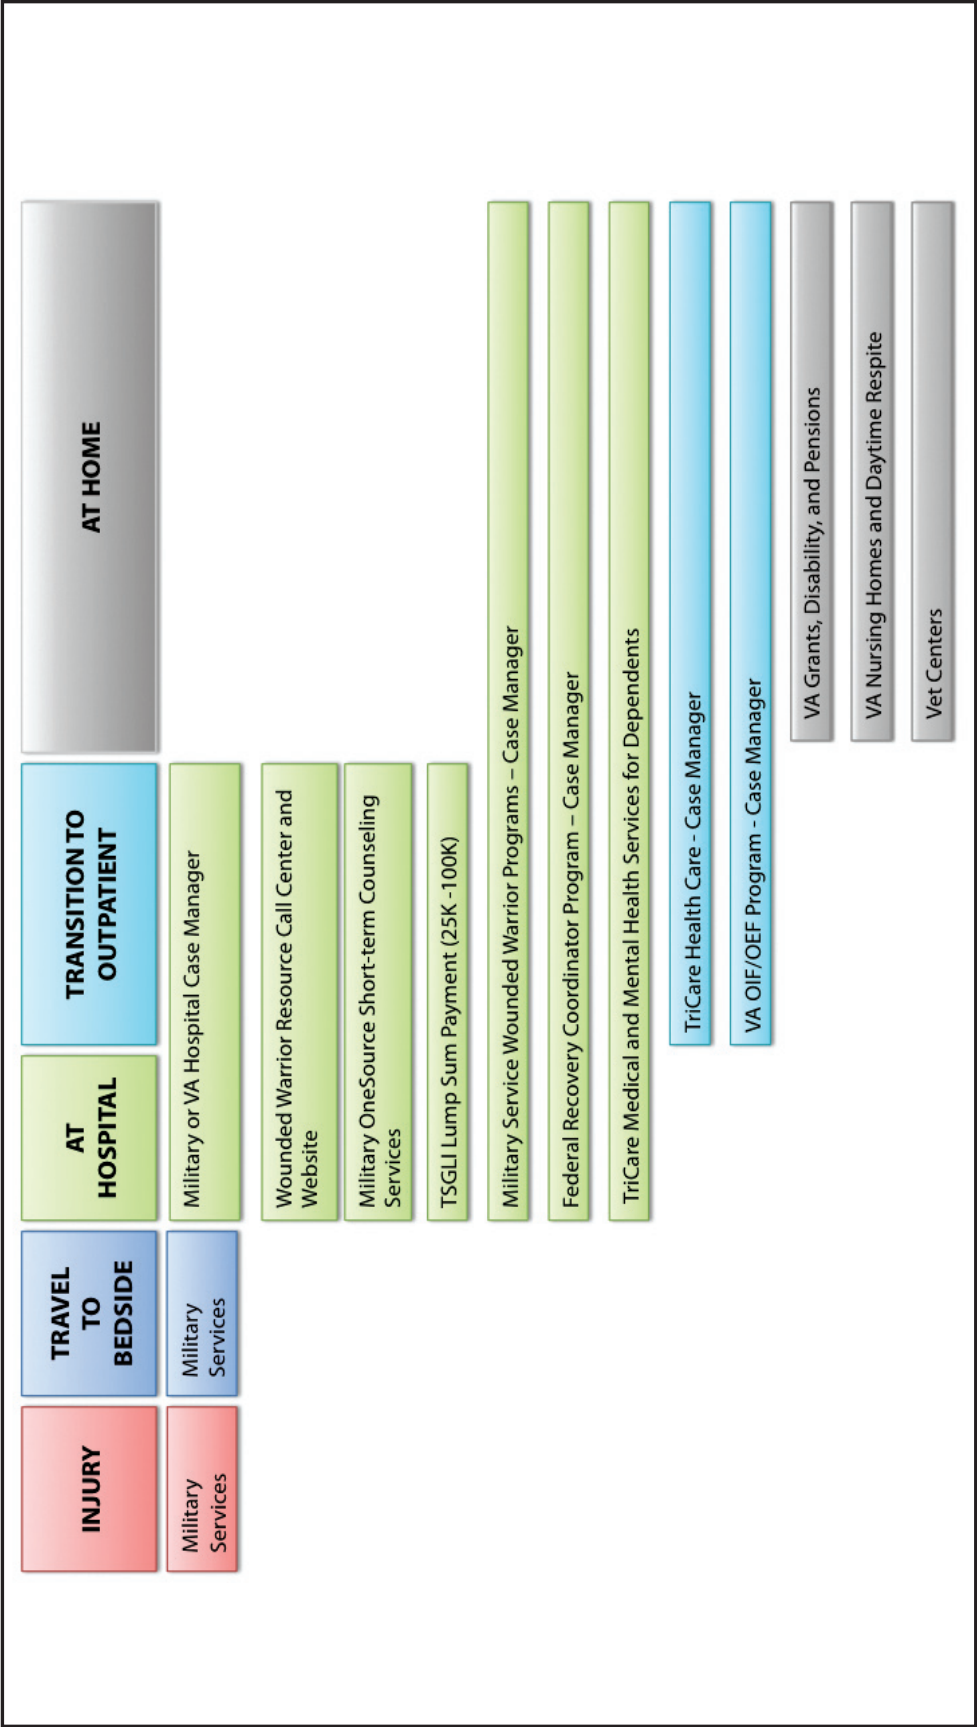 INJURY
TRAVEL
TO
BEDSIDE
AT
HOSPITAL
TRANSITION TO
OUTPATIENT
AT HOME
Military
Services
Military
Services
Military or VA Hospital Case Manager
Wounded Warrior Resource Call Center and
Website
Military OneSource Short-term Counseling
Services
TSGLI Lump Sum Payment (25K -100K)
Military Service Wounded Warrior Programs – Case Manager
Federal Recovery Coordinator Program – Case Manager
TriCare Medical and Mental Health Services for Dependents
TriCare Health Care - Case Manager
VA OIF/OEF Program - Case Manager
VA Grants, Disability, and Pensions
VA Nursing Homes and Daytime Respite
Vet Centers